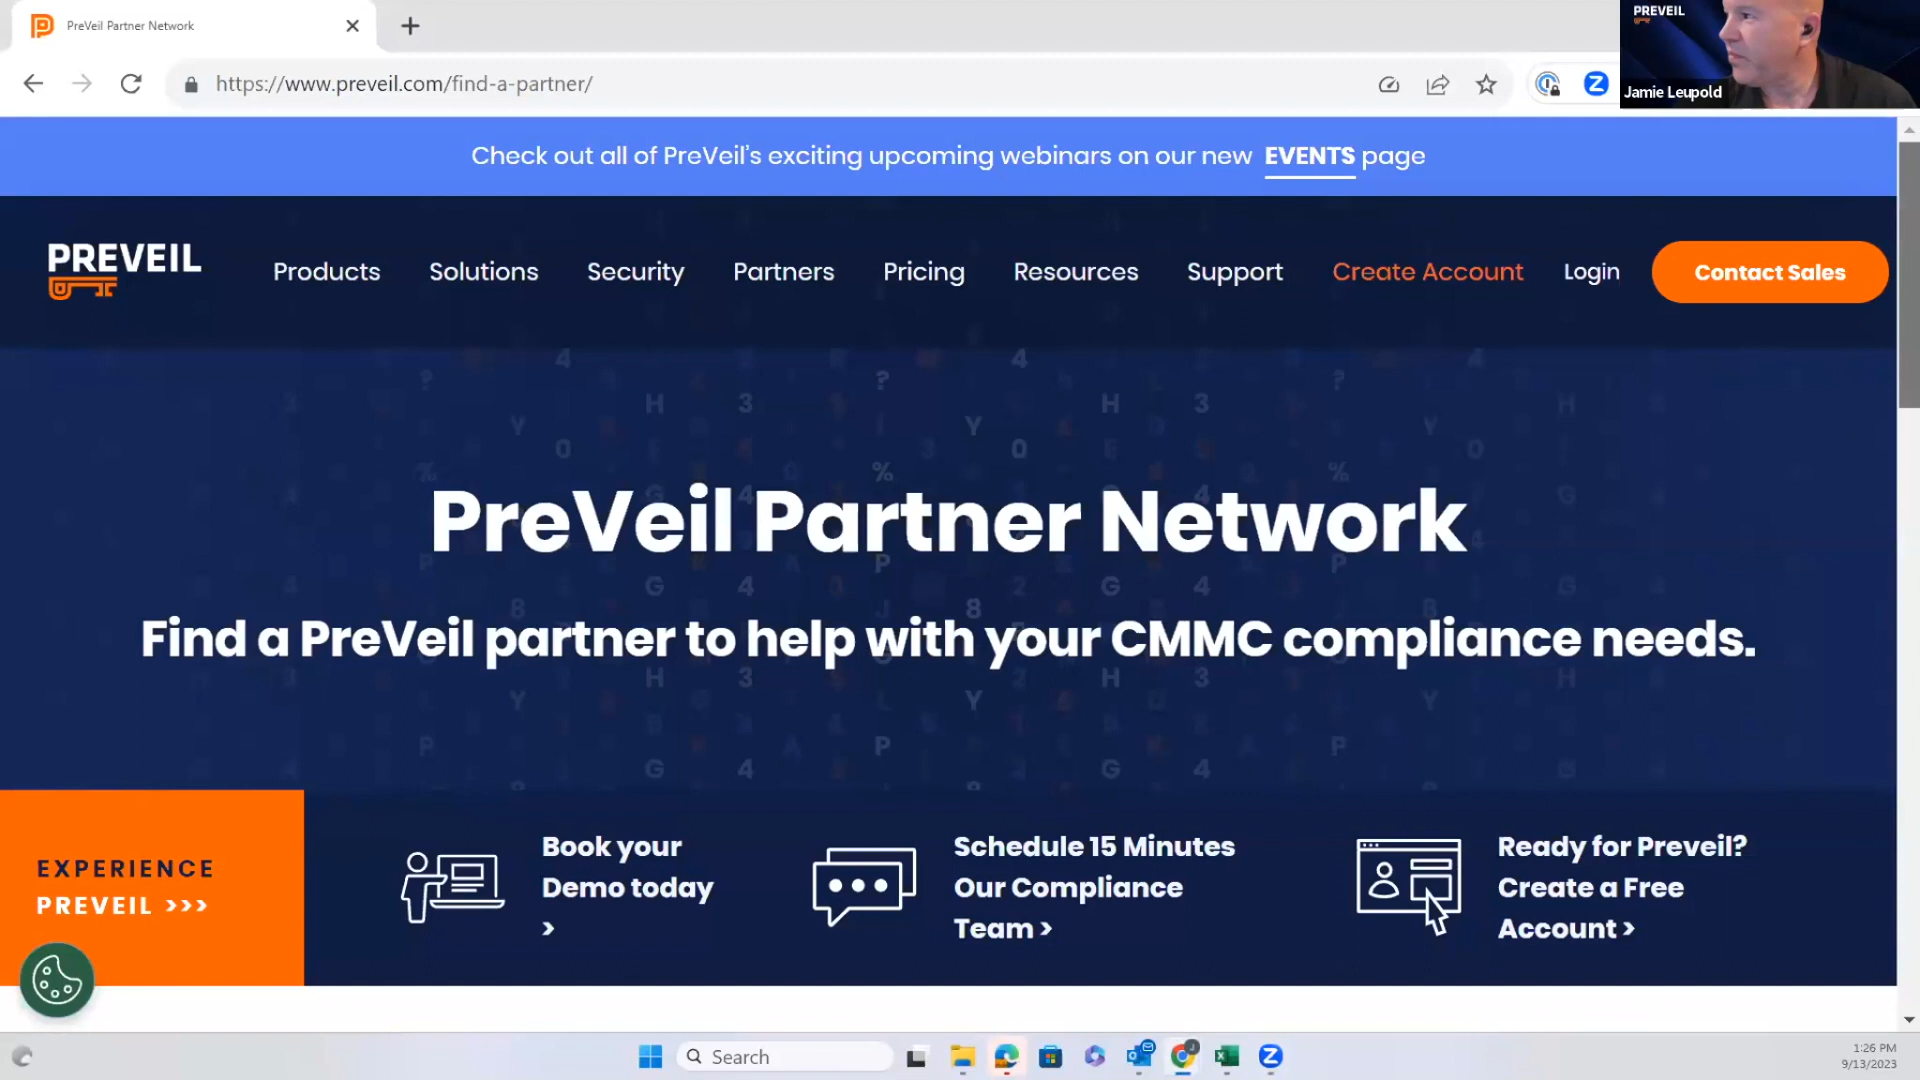 PreVeil Partner Network
https://www.preveil.com/find-a-partner/
PREVEIL
Jamie Leupold
Check out all of PreVeil's exciting upcoming webinars on our new EVENTS page
PREVEIL
Products
Solutions
Security
Partners
Pricing
Resources
Support
Create Account
Login
Contact Sales
PreVeil Partner Network
Find a PreVeil partner to help with your CMMC compliance needs.
EXPERIENCE
PREVEIL >>>
Book your
Demo today
>
Schedule 15 Minutes
Our Compliance
Team >
Ready for Preveil?
Create a Free
Account >
Search
1:26 PM
9/13/2023